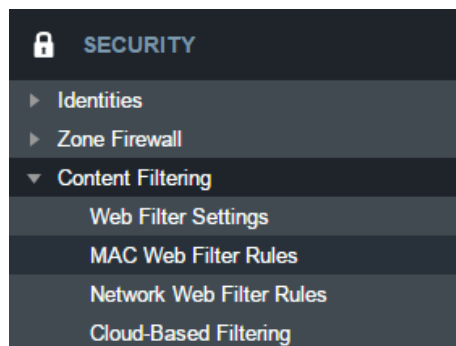 SECURITY
Identities
Zone Firewall
Content Filtering
Web Filter Settings
MAC Web Filter Rules
Network Web Filter Rules
Cloud-Based Filtering